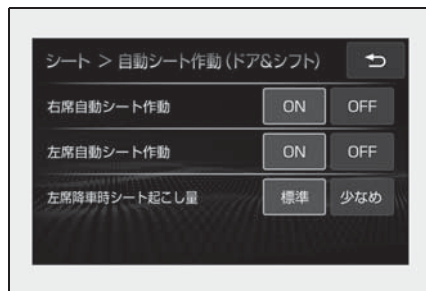 シート > 自動シート作動(ドア&シフト)
右席自動シート作動 ON OFF
左席自動シート作動 ON OFF
左席降車時シート起こし量 標準 少なめ